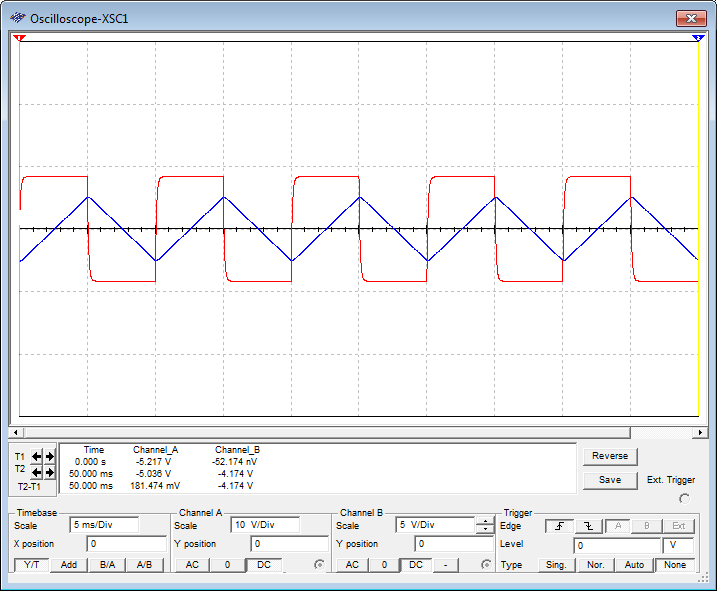 Oscilloscope-XSC1
1
2
Time Channel_A Channel_B
T1 0.000 s -5.217 V -52.174 nV
T2 50.000 ms -5.036 V -4.174 V
T2-T1 50.000 ms 181.474 mV -4.174 V
Reverse
Save
Ext. Trigger
Timebase
Scale 5 ms/Div
X position 0
Y/T Add B/A A/B
Channel A
Scale 10 V/Div
Y position 0
AC 0 DC
Channel B
Scale 5 V/Div
Y position 0
AC 0 DC -
Trigger
Edge A B Ext
Level 0 V
Type Sing. Nor. Auto None